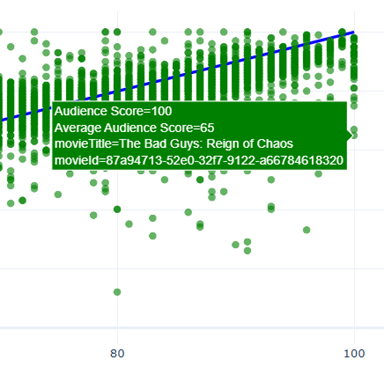 Audience Score=100
Average Audience Score=65
movieTitle=The Bad Guys: Reign of Chaos
movieId=87a94713-52e0-32f7-9122-a66784618320
80
100